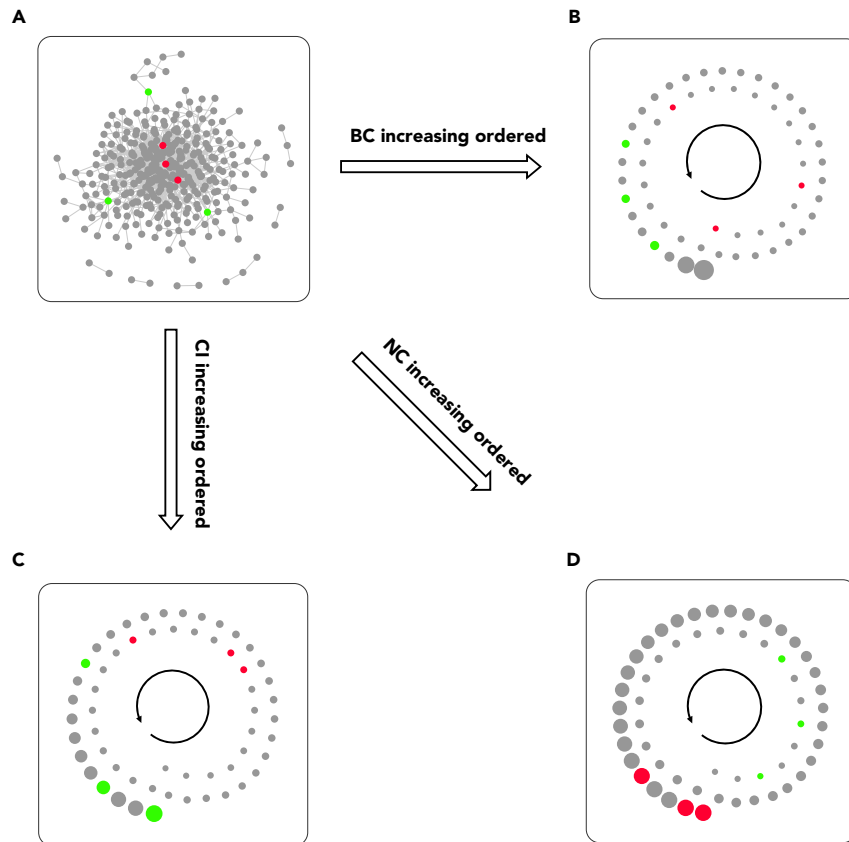 A
B
BC increasing ordered
CI increasing ordered
NC increasing ordered
C
D